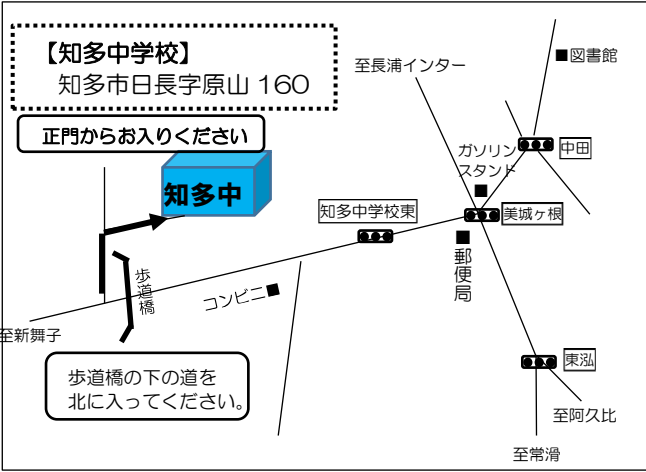 【知多中学校】
知多市日長字原山 160
正門からお入りください
知多中
至長浦インター
■図書館
ガソリン
スタンド
中田
知多中学校東
美城ヶ根
郵便局
歩道橋
コンビニ■
至新舞子
歩道橋の下の道を
北に入ってください。
東泓
至阿久比
至常滑